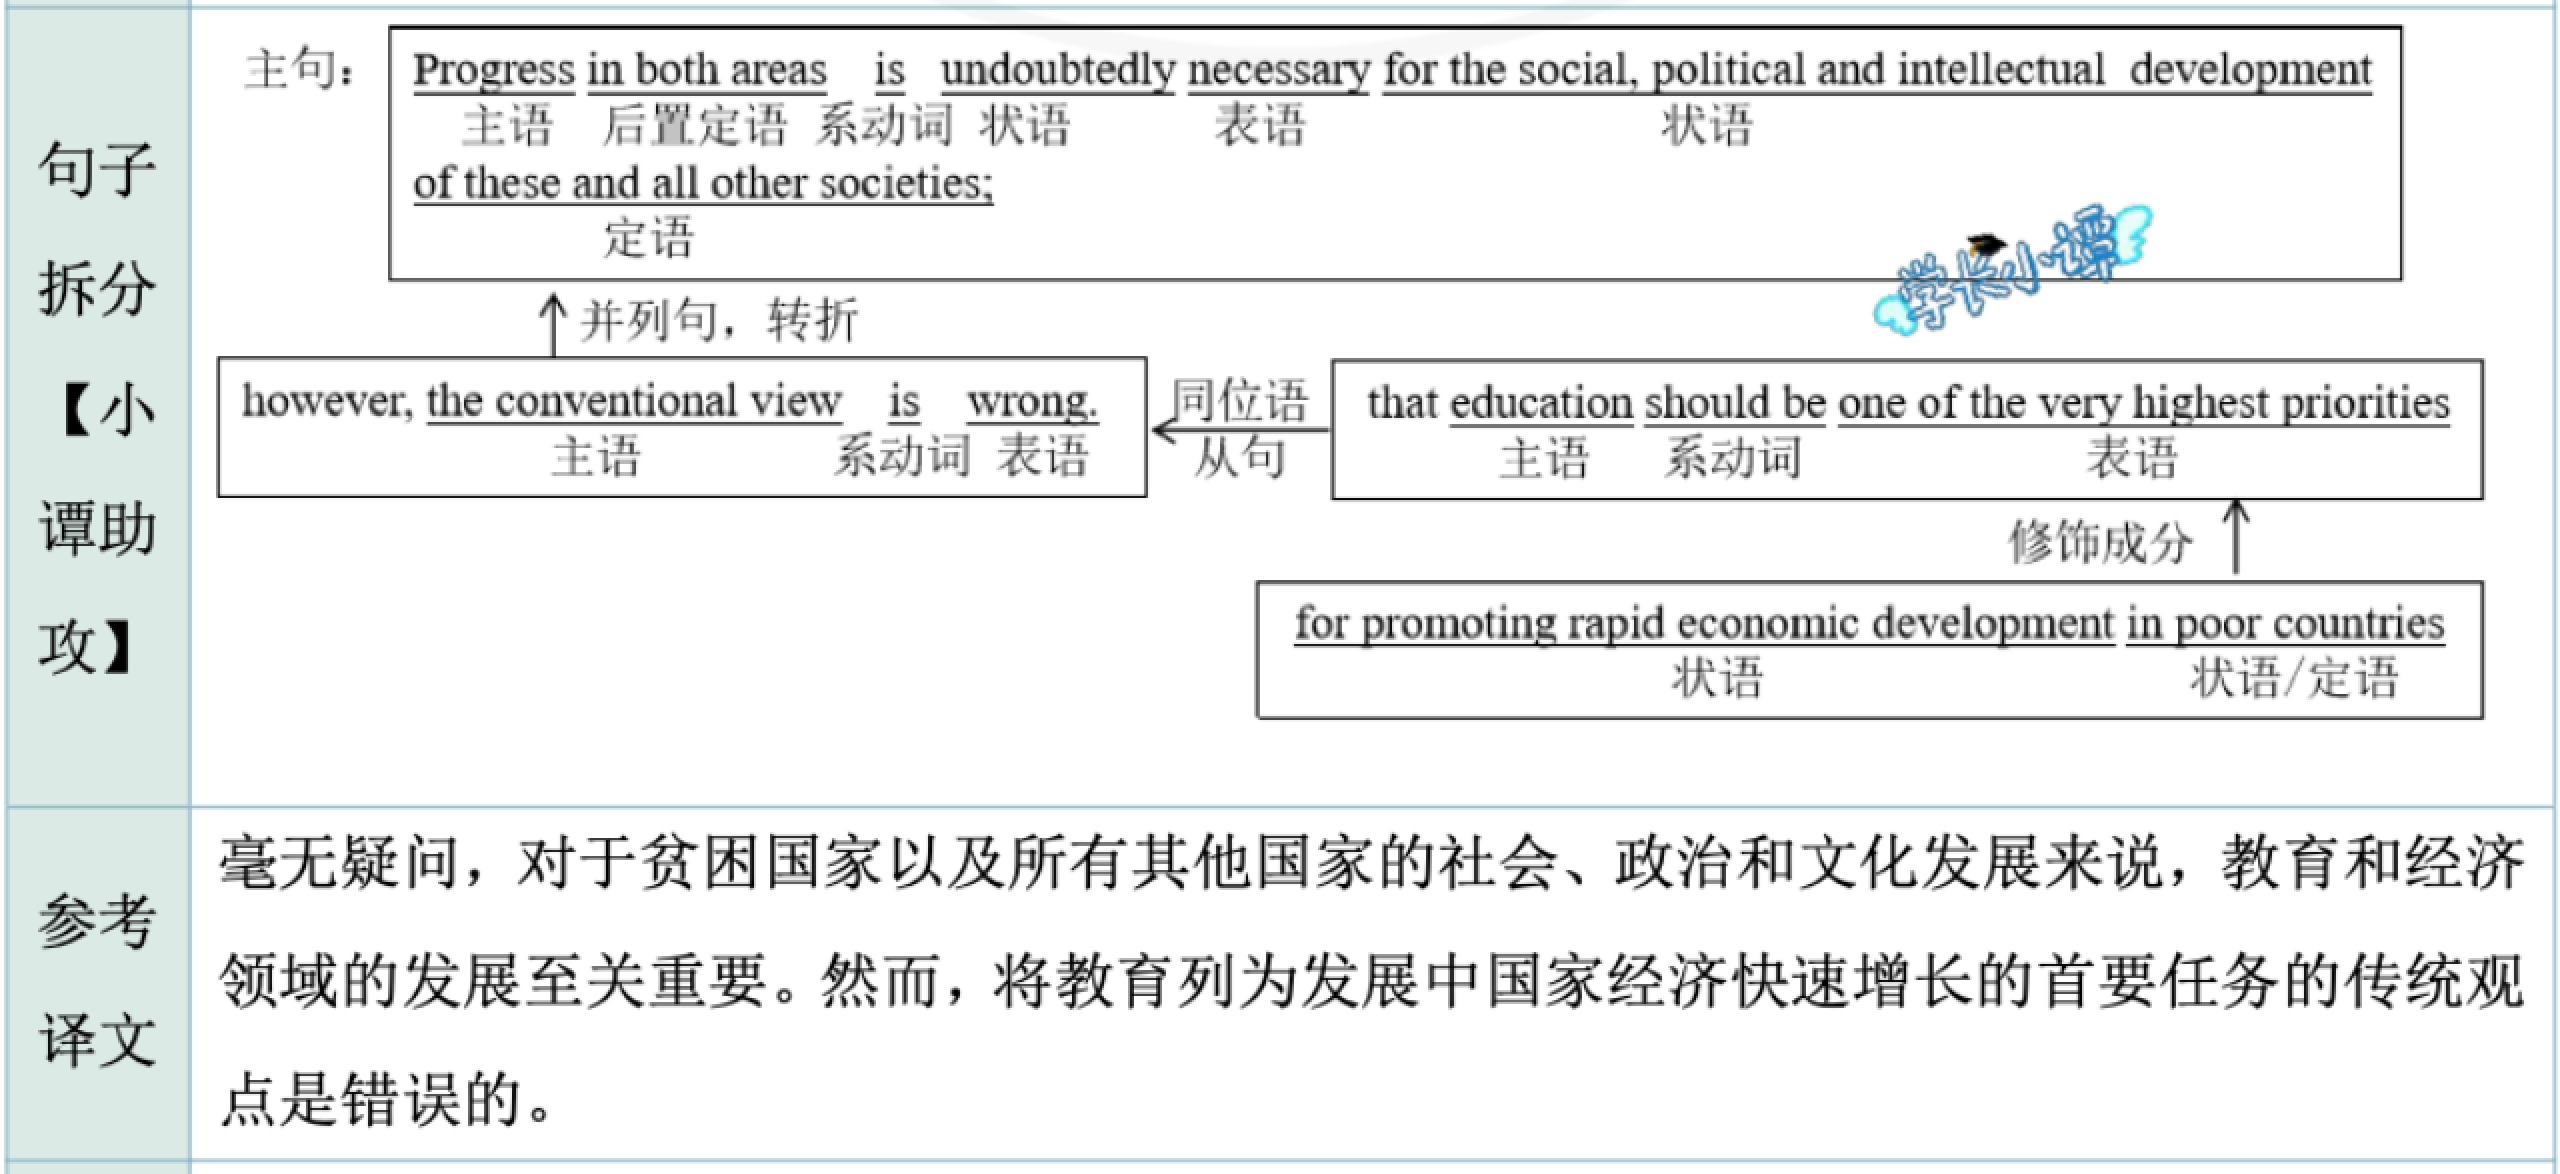 句子
拆分
【小
谭助
攻】
主句：
Progress in both areas is undoubtedly necessary for the social, political and intellectual development
主语 后置定语 系动词 状语 表语 状语
of these and all other societies;
定语
学长小谭
并列句，转折
however, the conventional view is wrong.
主语 系动词 表语
同位语
从句
that education should be one of the very highest priorities
主语 系动词 表语
修饰成分
for promoting rapid economic development in poor countries
状语 状语/定语
参考
译文
毫无疑问，对于贫困国家以及所有其他国家的社会、政治和文化发展来说，教育和经济
领域的发展至关重要。然而，将教育列为发展中国家经济快速增长的首要任务的传统观
点是错误的。